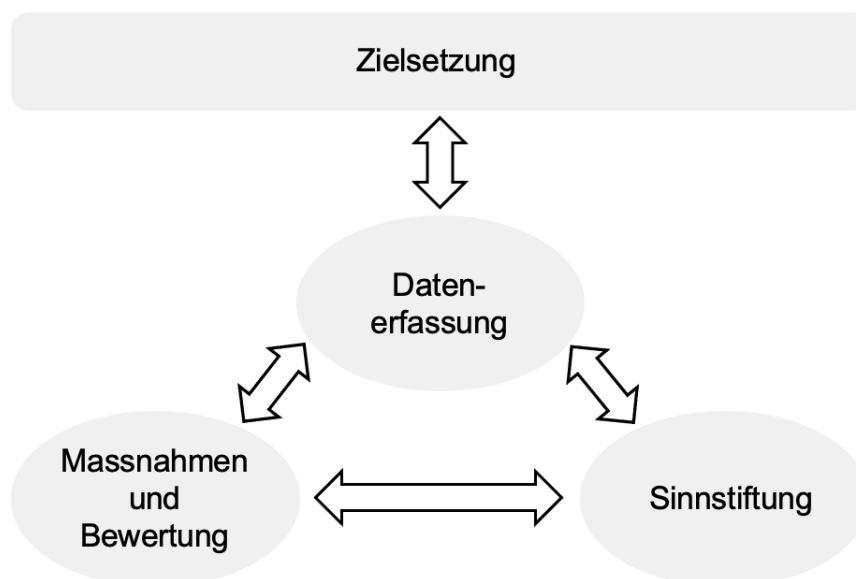 Zielsetzung
Daten-
erfassung
Massnahmen
und
Bewertung
Sinnstiftung